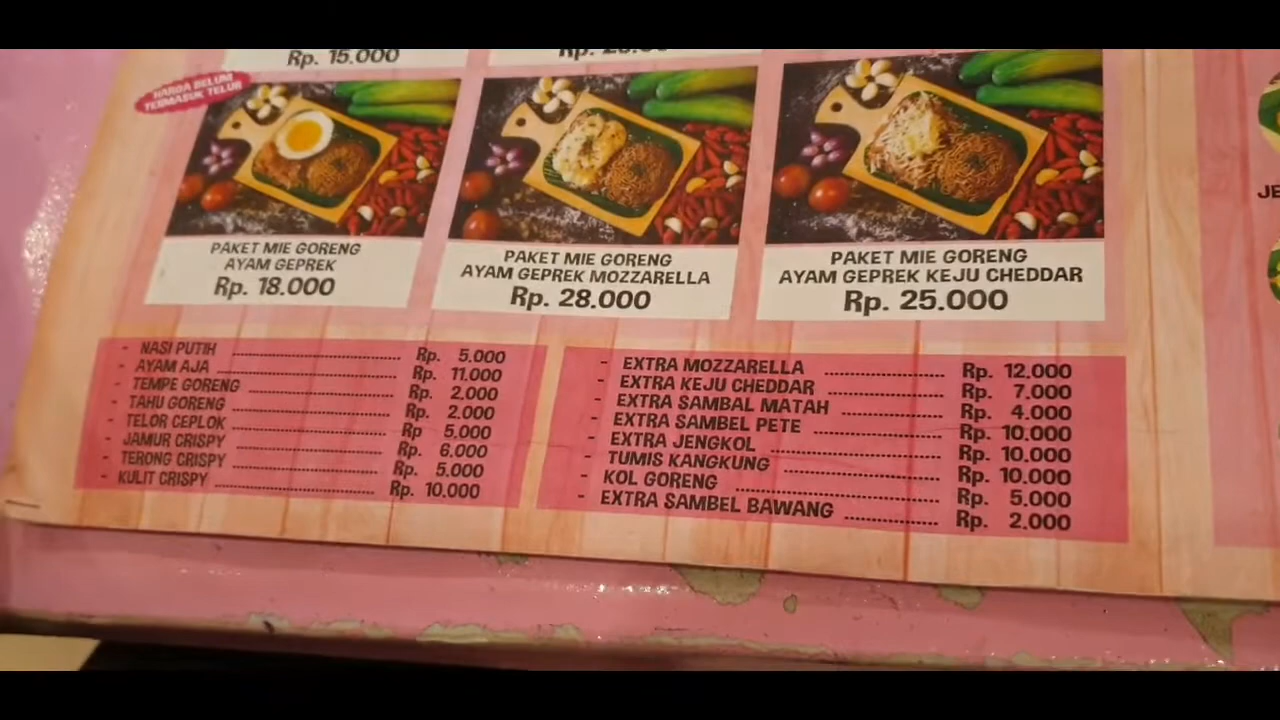 Rp. 15.000
Rp.
HARGA BELUM
TERMASUK TELUR
PAKET MIE GORENG
AYAM GEPREK
Rp. 18.000
PAKET MIE GORENG
AYAM GEPREK MOZZARELLA
Rp. 28.000
PAKET MIE GORENG
AYAM GEPREK KEJU CHEDDAR
Rp. 25.000
- NASI PUTIH .......... Rp. 5.000
- AYAM AJA .......... Rp. 11.000
- TEMPE GORENG .......... Rp. 2.000
- TAHU GORENG .......... Rp. 2.000
- TELOR CEPLOK .......... Rp 5.000
- JAMUR CRISPY .......... Rp. 6.000
- TERONG CRISPY .......... Rp. 5.000
- KULIT CRISPY .......... Rp. 10.000
- EXTRA MOZZARELLA .......... Rp. 12.000
- EXTRA KEJU CHEDDAR .......... Rp. 7.000
- EXTRA SAMBAL MATAH .......... Rp. 4.000
- EXTRA SAMBEL PETE .......... Rp. 10.000
- EXTRA JENGKOL .......... Rp. 10.000
- TUMIS KANGKUNG .......... Rp. 10.000
- KOL GORENG .......... Rp. 5.000
- EXTRA SAMBEL BAWANG .......... Rp. 2.000